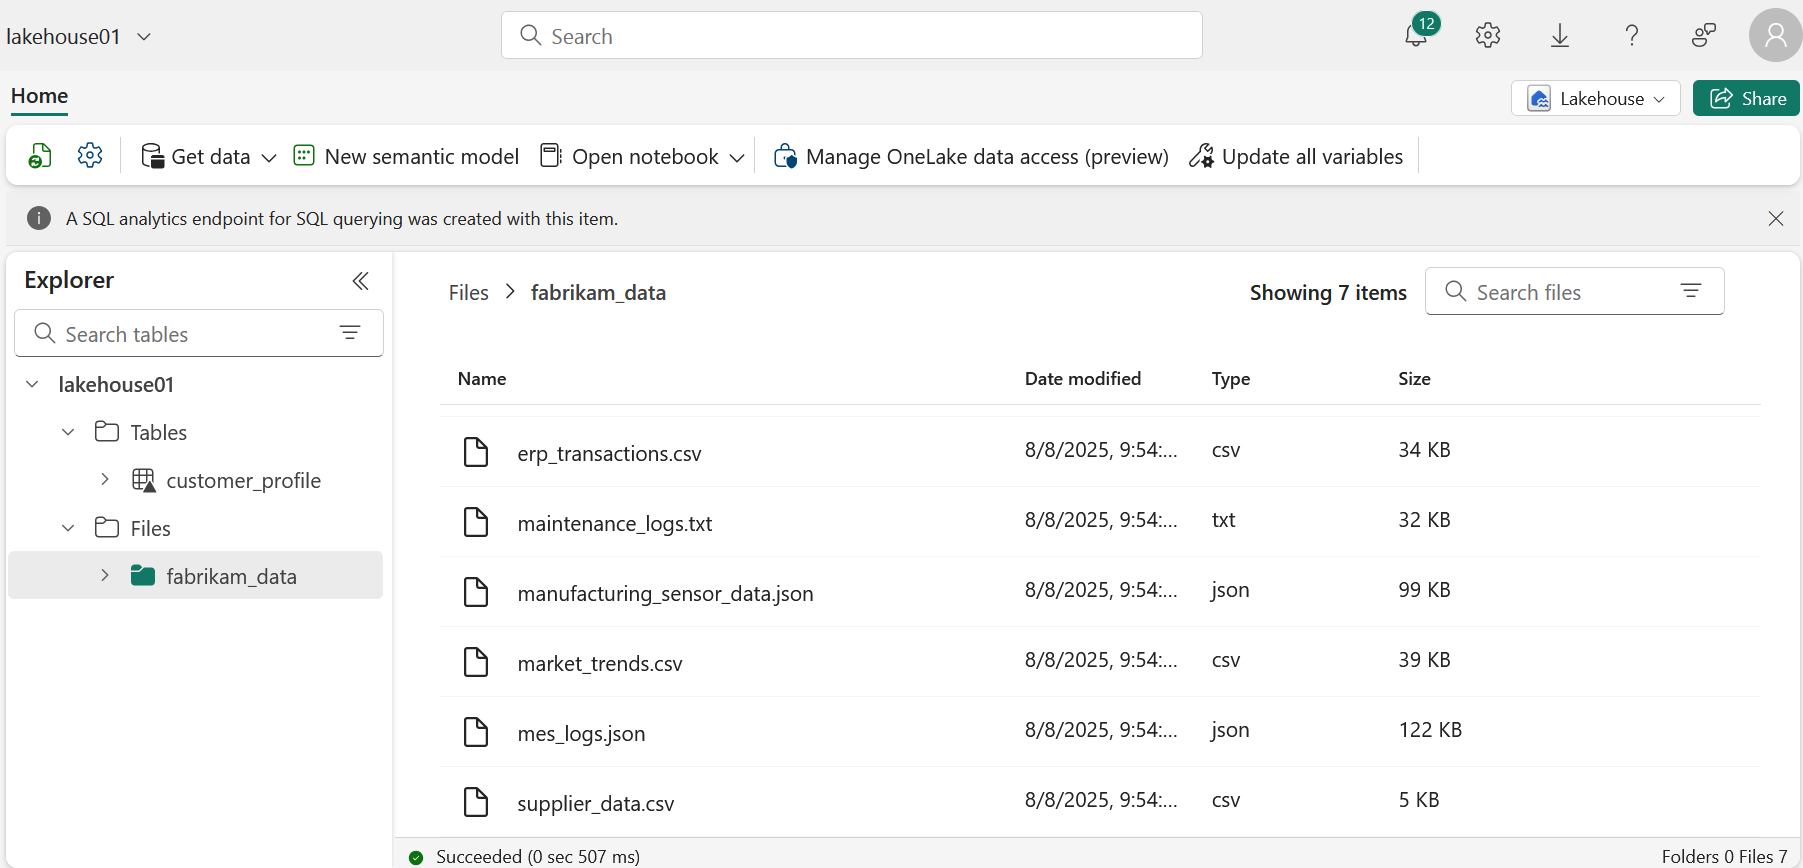 lakehouse01
Search
12
Home
Lakehouse
Share
Get data
New semantic model
Open notebook
Manage OneLake data access (preview)
Update all variables
A SQL analytics endpoint for SQL querying was created with this item.
Explorer
Search tables
lakehouse01
Tables
customer_profile
Files
fabrikam_data
Files > fabrikam_data
Showing 7 items
Search files
Name Date modified Type Size
erp_transactions.csv 8/8/2025, 9:54:... csv 34 KB
maintenance_logs.txt 8/8/2025, 9:54:... txt 32 KB
manufacturing_sensor_data.json 8/8/2025, 9:54:... json 99 KB
market_trends.csv 8/8/2025, 9:54:... csv 39 KB
mes_logs.json 8/8/2025, 9:54:... json 122 KB
supplier_data.csv 8/8/2025, 9:54:... csv 5 KB
Succeeded (0 sec 507 ms)
Folders 0 Files 7